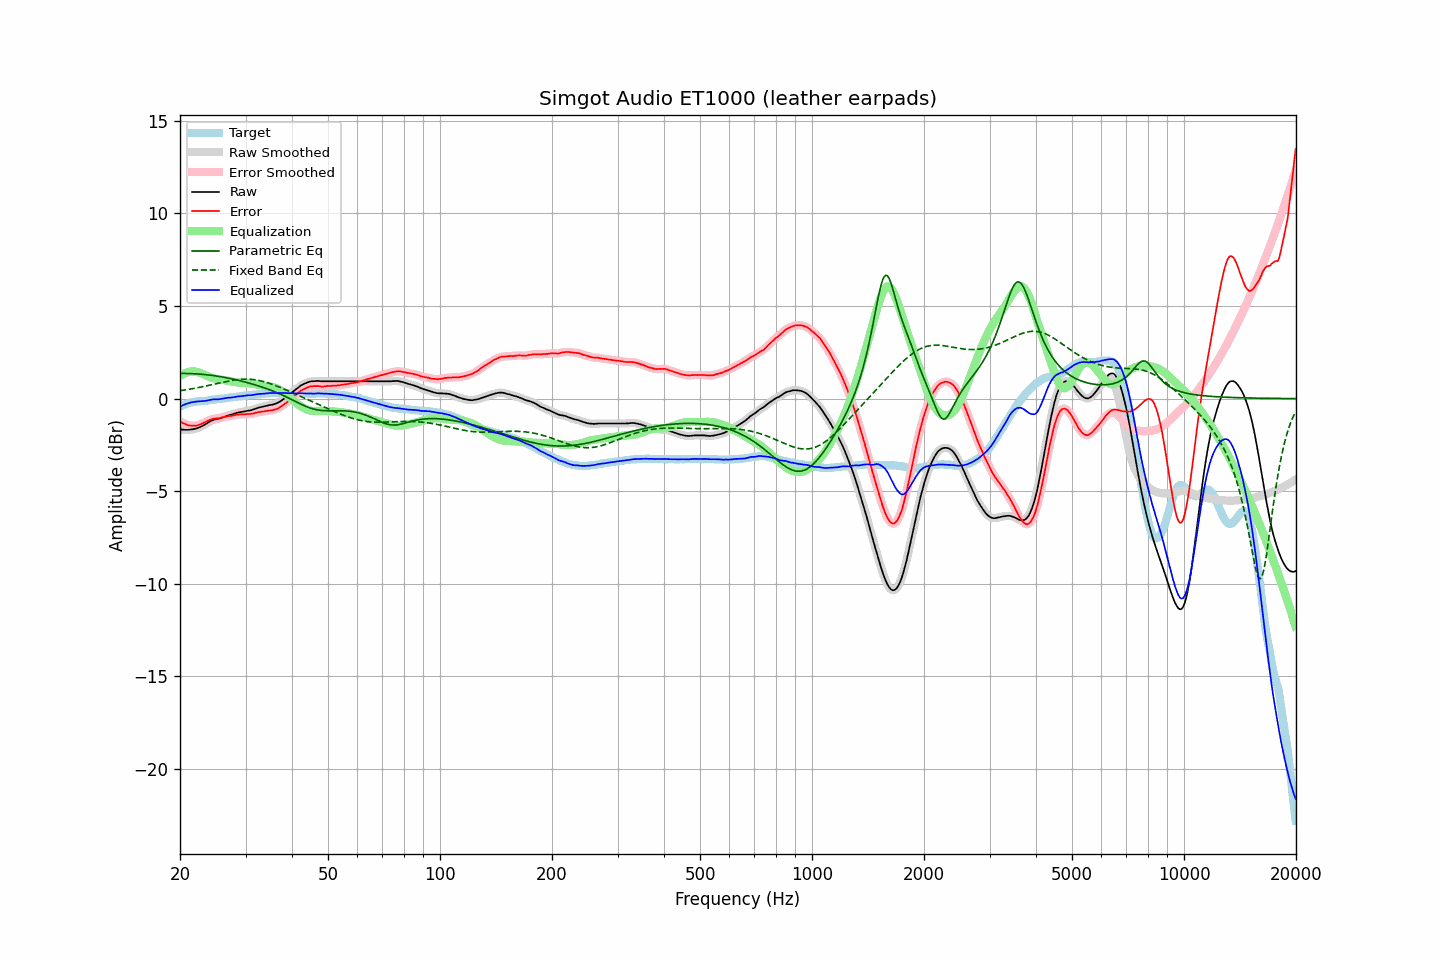 Simgot Audio ET1000 (leather earpads)
15
10
5
0
−5
−10
−15
−20
Amplitude (dBr)
Target
Raw Smoothed
Error Smoothed
Raw
Error
Equalization
Parametric Eq
Fixed Band Eq
Equalized
20
50
100
200
500
1000
2000
5000
10000
20000
Frequency (Hz)